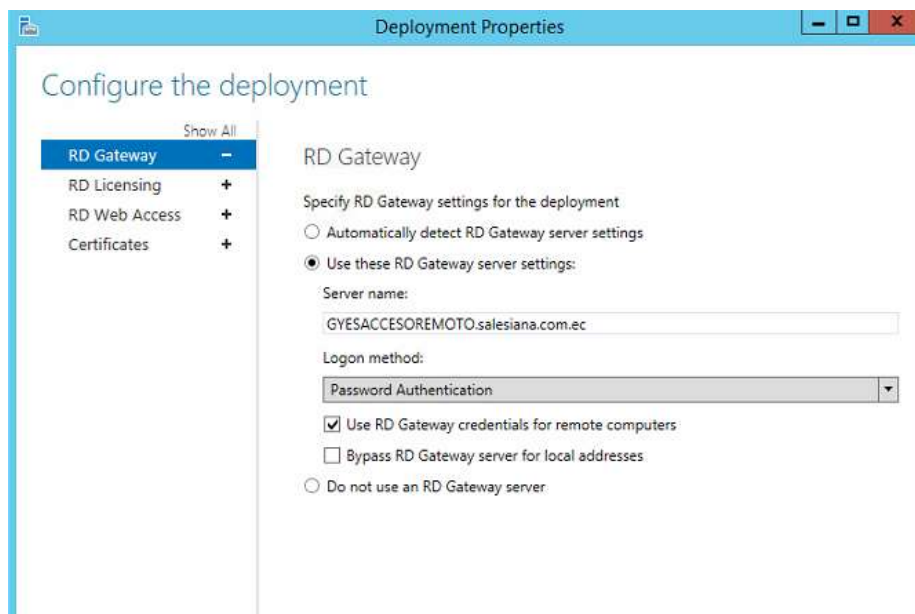 Deployment Properties
Configure the deployment
Show All
RD Gateway –
RD Licensing +
RD Web Access +
Certificates +
RD Gateway
Specify RD Gateway settings for the deployment
Automatically detect RD Gateway server settings
Use these RD Gateway server settings:
Server name:
GYESACCESOREMOTO.salesiana.com.ec
Logon method:
Password Authentication
Use RD Gateway credentials for remote computers
Bypass RD Gateway server for local addresses
Do not use an RD Gateway server